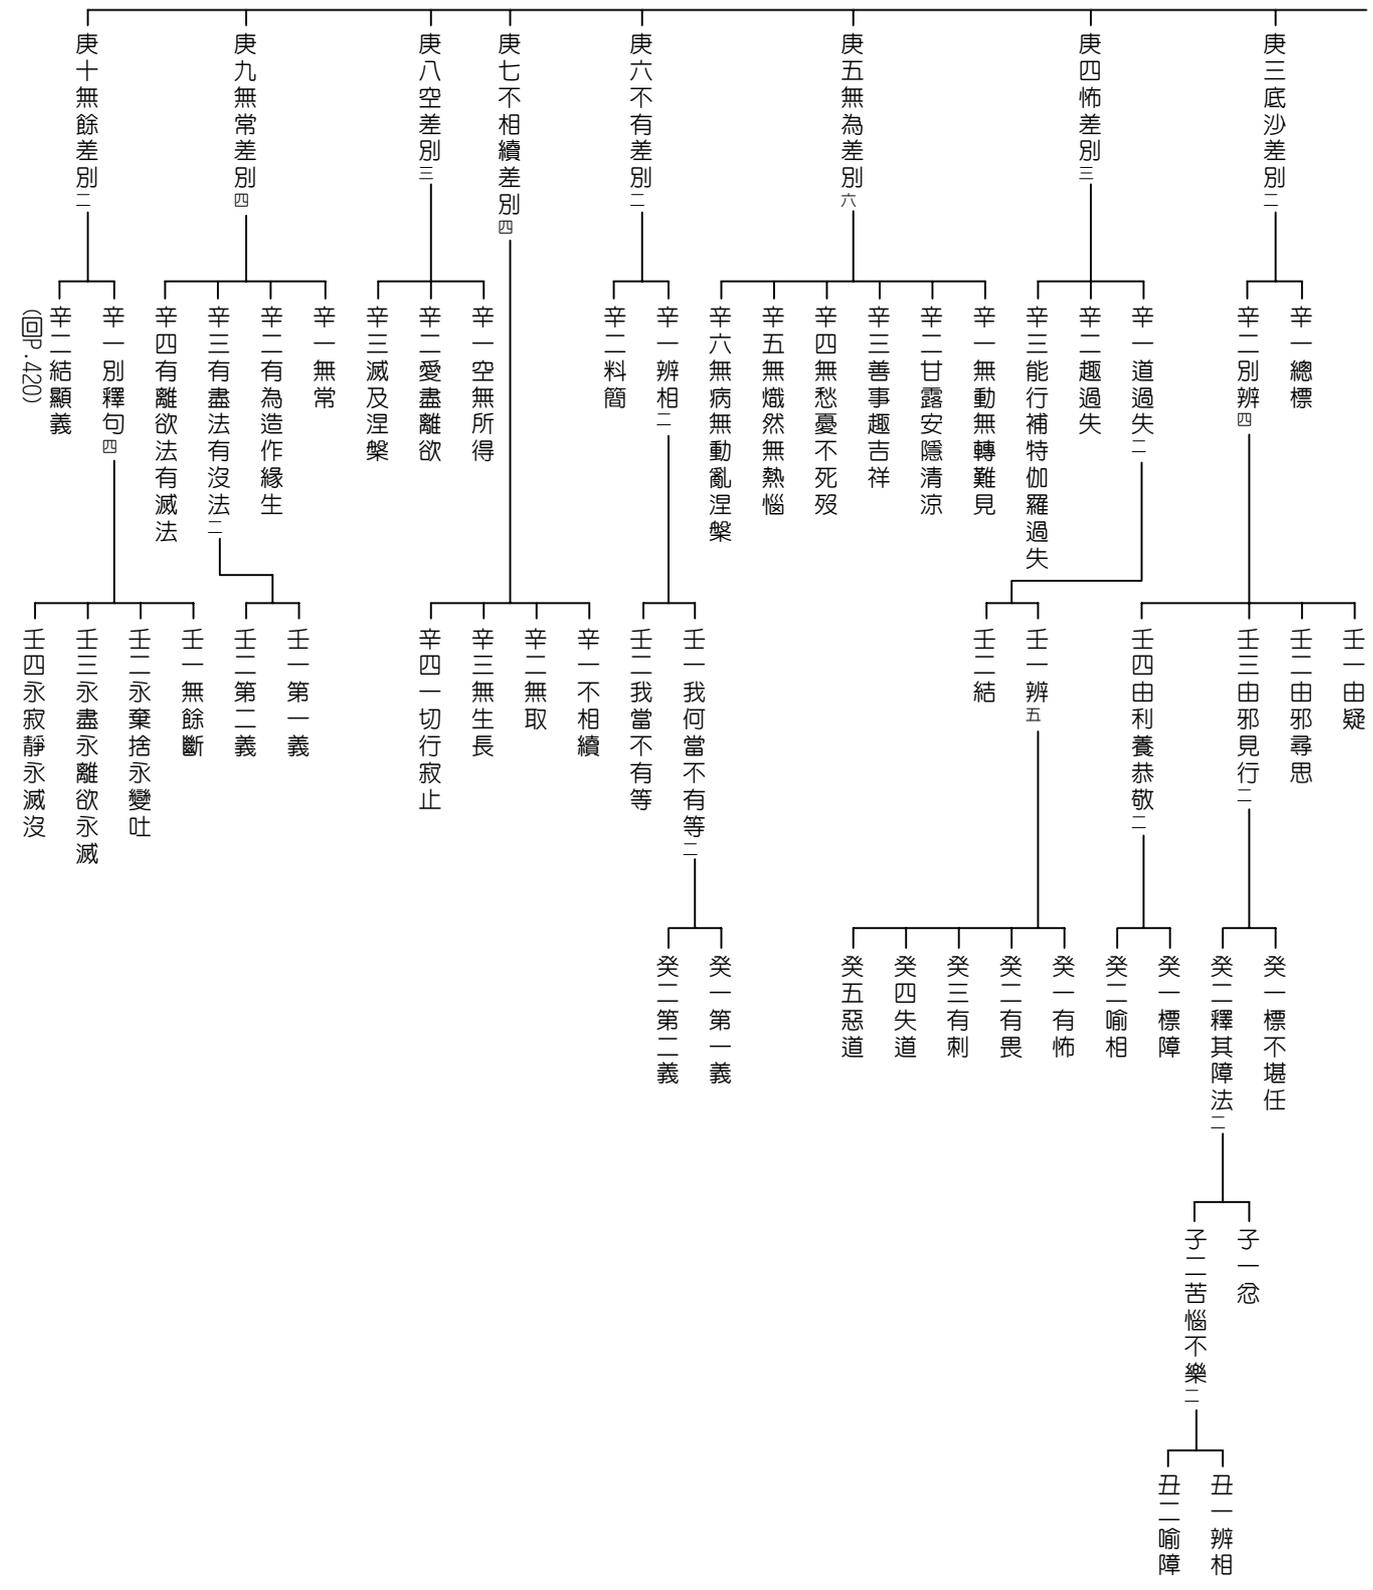 庚三底沙差別二
辛一總標
辛二別辨四
壬一由疑
壬二由邪尋思
壬三由邪見行二
癸一標不堪任
癸二釋其障法二
子一忿
子二苦惱不樂二
丑一辨相
丑二喻障
壬四由利養恭敬二
癸一標障
癸二喻相
庚四怖差別三
辛一道過失二
壬一辨五
癸一有怖
癸二有畏
癸三有刺
癸四失道
癸五惡道
壬二結
辛二趣過失
辛三能行補特伽羅過失
庚五無為差別六
辛一無動無轉難見
辛二甘露安隱清涼
辛三善事趣吉祥
辛四無愁憂不死歿
辛五無熾然無熱惱
辛六無病無動亂涅槃
庚六不有差別二
辛一辨相二
壬一我何當不有等二
癸一第一義
癸二第二義
壬二我當不有等
辛二料簡
庚七不相續差別四
辛一不相續
辛二無取
辛三無生長
辛四一切行寂止
庚八空差別三
辛一空無所得
辛二愛盡離欲
辛三滅及涅槃
庚九無常差別四
辛一無常
辛二有為造作緣生
辛三有盡法有沒法二
壬一第一義
壬二第二義
辛四有離欲法有滅法
庚十無餘差別二
辛一別釋句四
壬一無餘斷
壬二永棄捨永變吐
壬三永盡永離欲永滅
壬四永寂靜永滅沒
辛二結顯義
(回P.420)